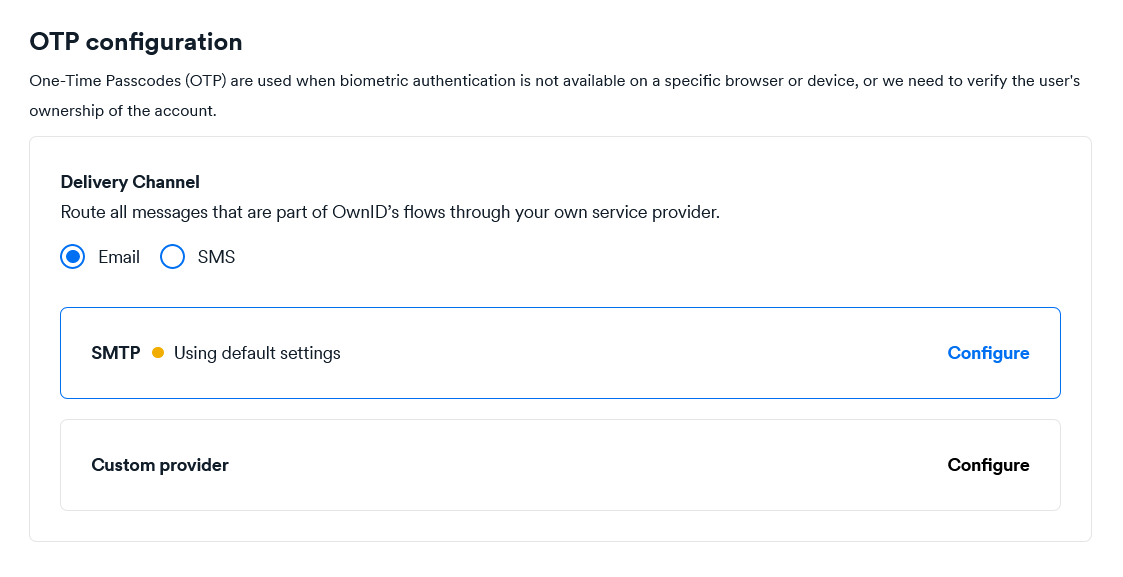 OTP configuration
One-Time Passcodes (OTP) are used when biometric authentication is not available on a specific browser or device, or we need to verify the user's
ownership of the account.
Delivery Channel
Route all messages that are part of OwnID’s flows through your own service provider.
Email SMS
SMTP Using default settings Configure
Custom provider Configure